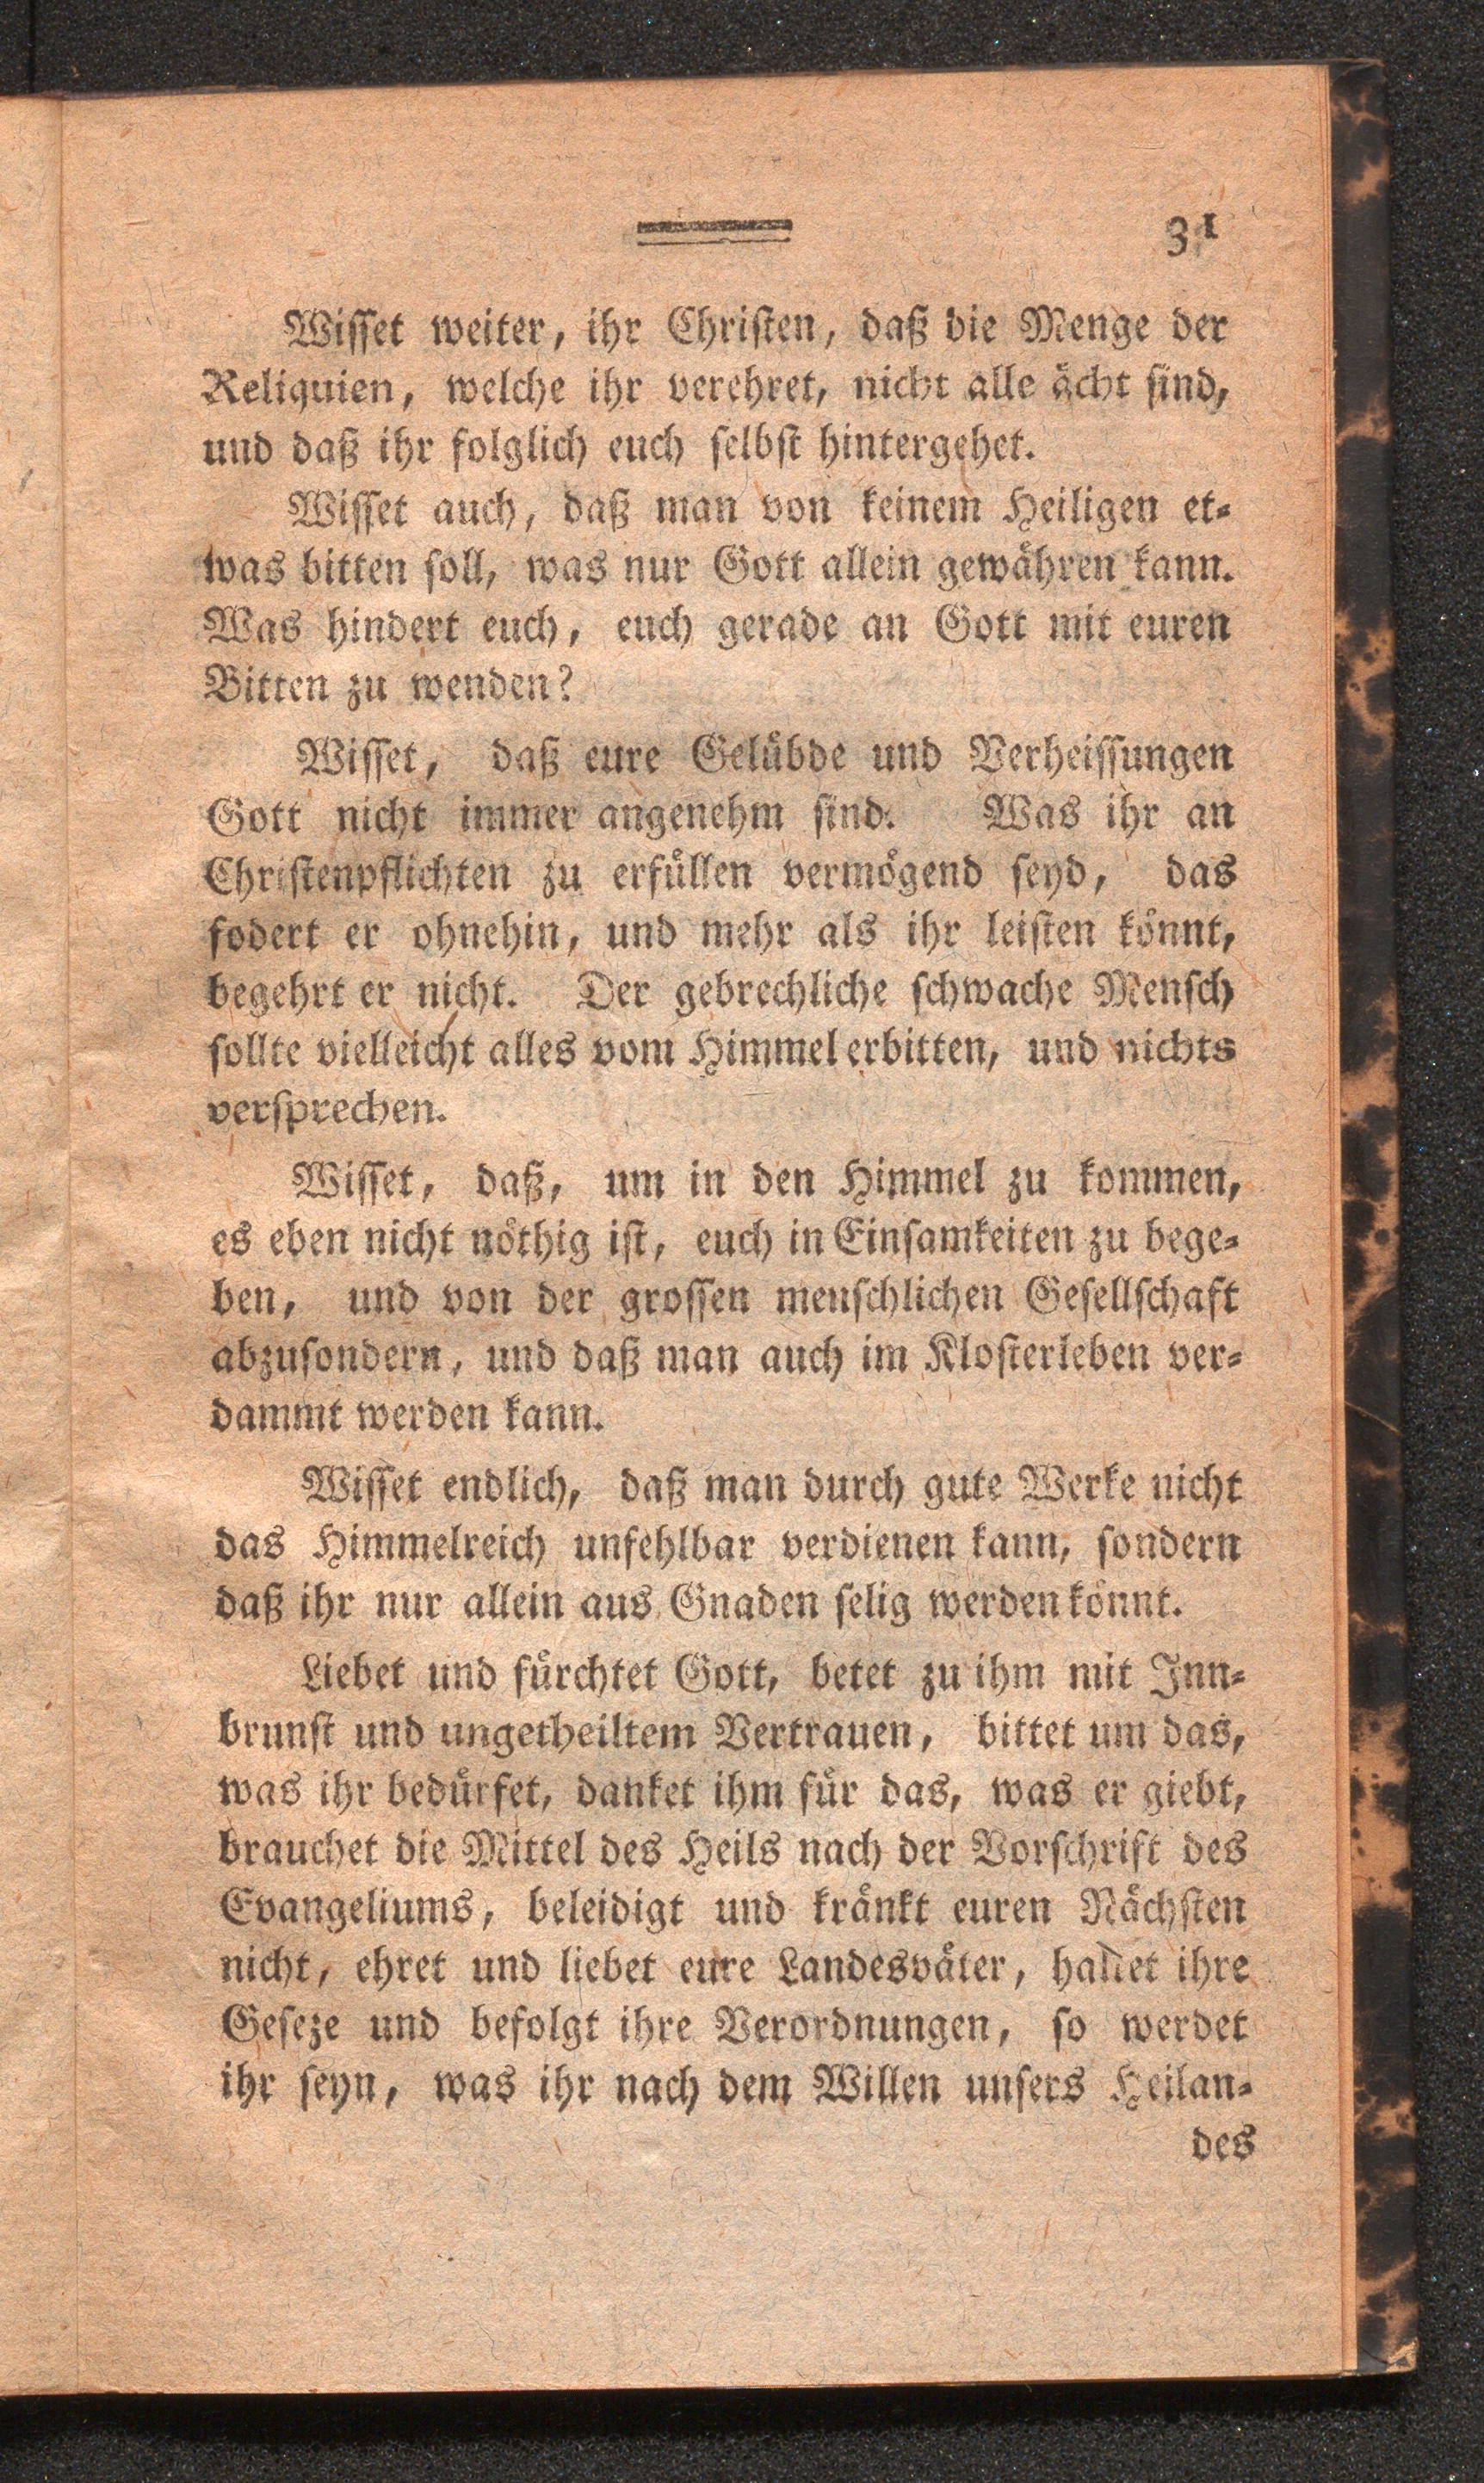 31
Wisset weiter, ihr Christen, daß die Menge der
Reliquien, welche ihr verehret, nicht alle ächt sind,
und daß ihr folglich euch selbst hintergehet.
Wisset auch, daß man von keinem Heiligen et-
was bitten soll, was nur Gott allein gewähren kann.
Was hindert euch, euch gerade an Gott mit euren
Bitten zu wenden?
Wisset, daß eure Gelübde und Verheissungen
Gott nicht immer angenehm sind. Was ihr an
Christenpflichten zu erfüllen vermögend seyd, das
fodert er ohnehin, und mehr als ihr leisten könnt,
begehrt er nicht. Der gebrechliche schwache Mensch
sollte vielleicht alles vom Himmel erbitten, und nichts
versprechen.
Wisset, daß, um in den Himmel zu kommen,
es eben nicht nöthig ist, euch in Einsamkeiten zu bege-
ben, und von der grossen menschlichen Gesellschaft
abzusondern, und daß man auch im Klosterleben ver-
dammt werden kann.
Wisset endlich, daß man durch gute Werke nicht
das Himmelreich unfehlbar verdienen kann, sondern
daß ihr nur allein aus Gnaden selig werden könnt.
Liebet und fürchtet Gott, betet zu ihm mit Inn-
brunst und ungetheiltem Vertrauen, bittet um das,
was ihr bedürfet, danket ihm für das, was er giebt,
brauchet die Mittel des Heils nach der Vorschrift des
Evangeliums, beleidigt und kränkt euren Nächsten
nicht, ehret und liebet eure Landesväter, haltet ihre
Geseze und befolgt ihre Verordnungen, so werdet
ihr seyn, was ihr nach dem Willen unsers Heilan-
des